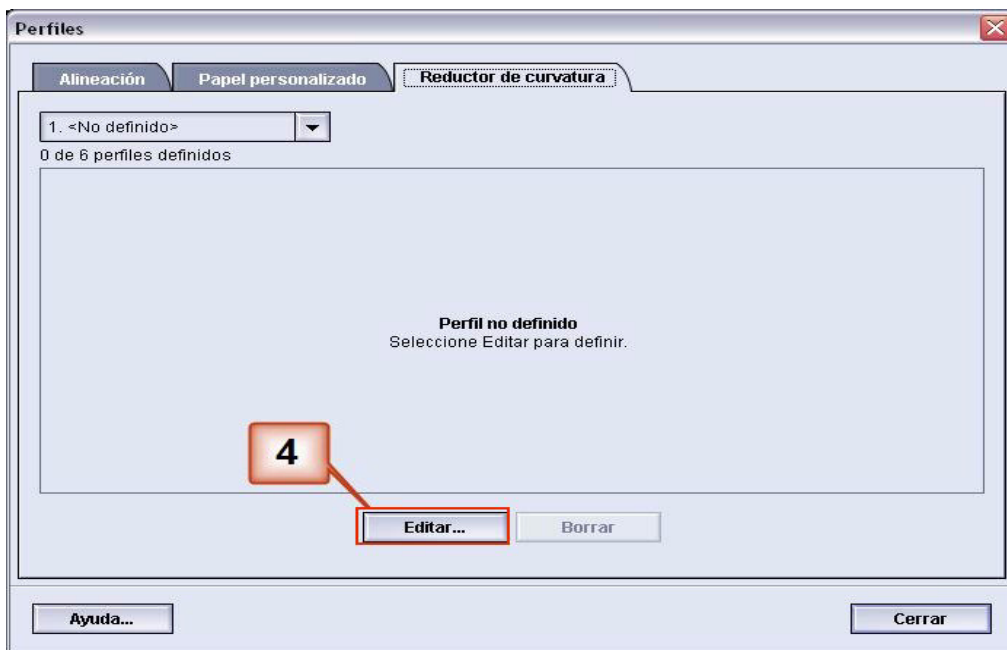 Perfiles
Alineación Papel personalizado Reductor de curvatura
1. <No definido>
0 de 6 perfiles definidos
Perfil no definido
Seleccione Editar para definir.
4
Editar... Borrar
Ayuda... Cerrar